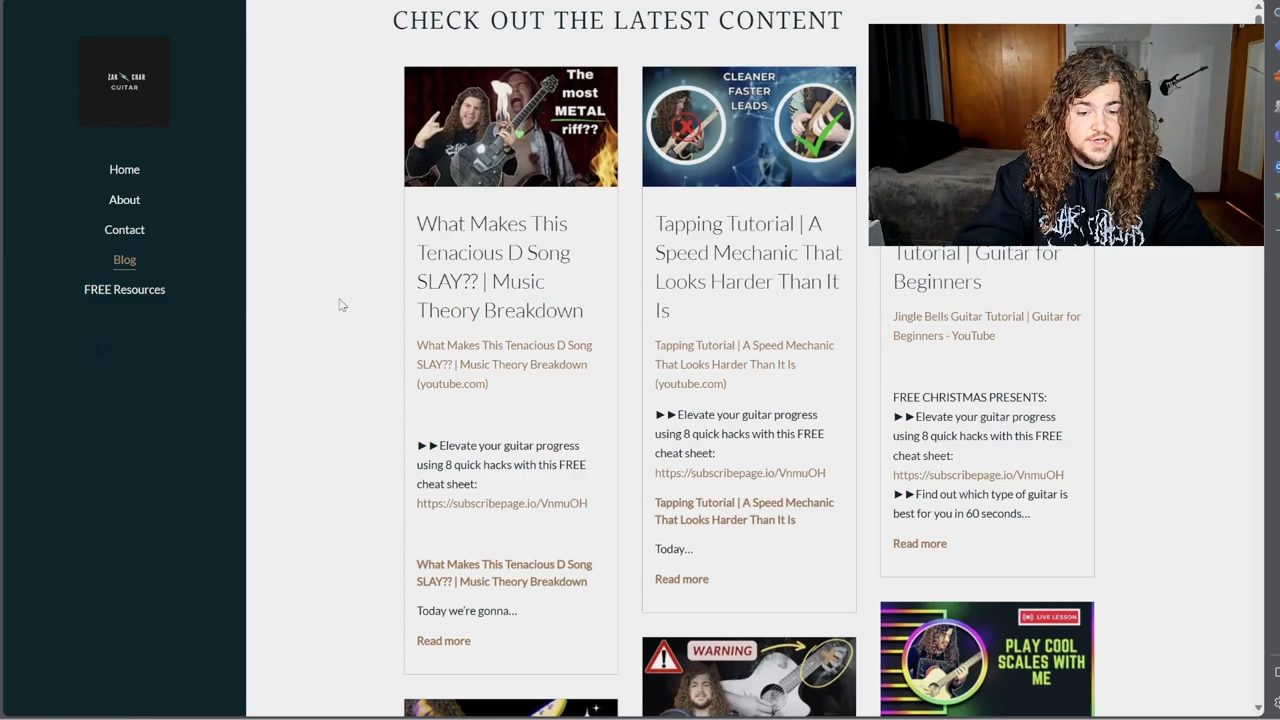 CHECK OUT THE LATEST CONTENT
ZAK CHAR
GUITAR
Home
About
Contact
Blog
FREE Resources
The
most
METAL
riff??
What Makes This
Tenacious D Song
SLAY?? | Music
Theory Breakdown
What Makes This Tenacious D Song
SLAY?? | Music Theory Breakdown
(youtube.com)
►►Elevate your guitar progress
using 8 quick hacks with this FREE
cheat sheet:
https://subscribepage.io/VnmuOH
What Makes This Tenacious D Song
SLAY?? | Music Theory Breakdown
Today we're gonna...
Read more
CLEANER
FASTER
LEADS
Tapping Tutorial | A
Speed Mechanic That
Looks Harder Than It
Is
Tapping Tutorial | A Speed Mechanic
That Looks Harder Than It Is
(youtube.com)
►►Elevate your guitar progress
using 8 quick hacks with this FREE
cheat sheet:
https://subscribepage.io/VnmuOH
Tapping Tutorial | A Speed Mechanic
That Looks Harder Than It Is
Today...
Read more
WARNING
Tutorial | Guitar for
Beginners
Jingle Bells Guitar Tutorial | Guitar for
Beginners - YouTube
FREE CHRISTMAS PRESENTS:
►►Elevate your guitar progress
using 8 quick hacks with this FREE
cheat sheet:
https://subscribepage.io/VnmuOH
►►Find out which type of guitar is
best for you in 60 seconds...
Read more
LIVE LESSON
PLAY COOL
SCALES WITH
ME